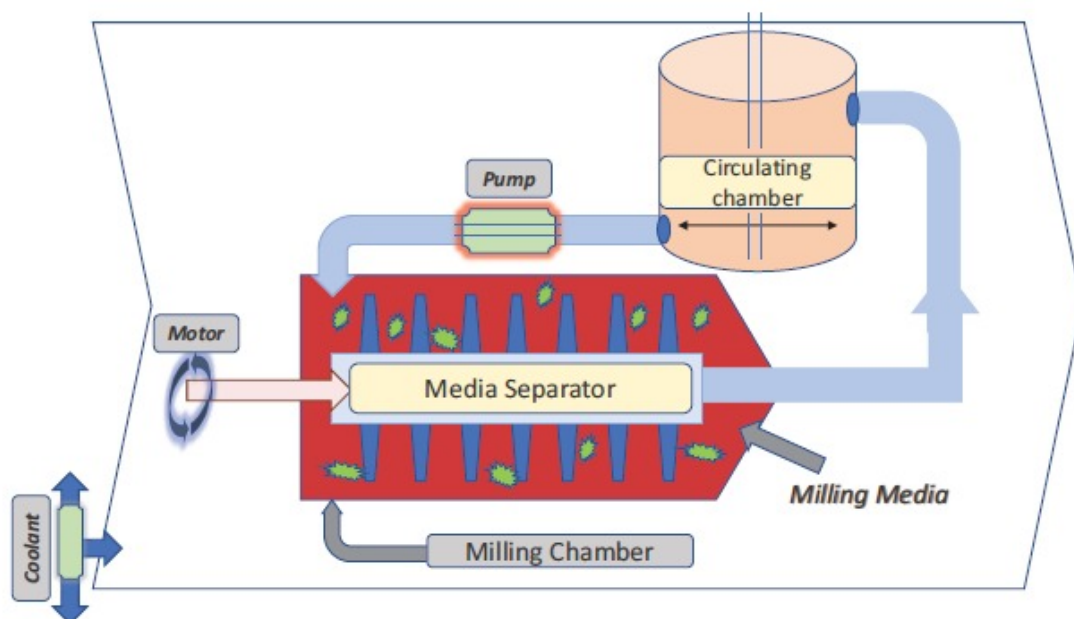 Circulating
chamber
Pump
Motor
Media Separator
Milling Media
Milling Chamber
Coolant